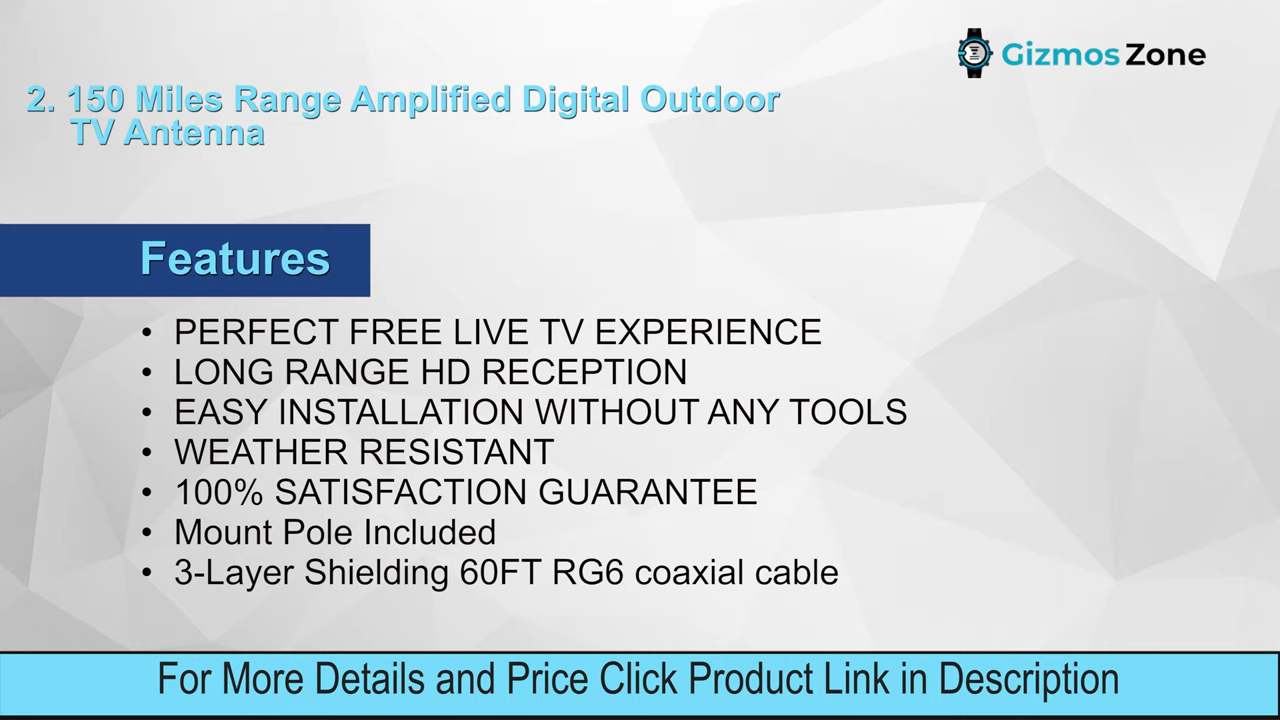 Gizmos Zone
2. 150 Miles Range Amplified Digital Outdoor
TV Antenna
Features
• PERFECT FREE LIVE TV EXPERIENCE
• LONG RANGE HD RECEPTION
• EASY INSTALLATION WITHOUT ANY TOOLS
• WEATHER RESISTANT
• 100% SATISFACTION GUARANTEE
• Mount Pole Included
• 3-Layer Shielding 60FT RG6 coaxial cable
For More Details and Price Click Product Link in Description